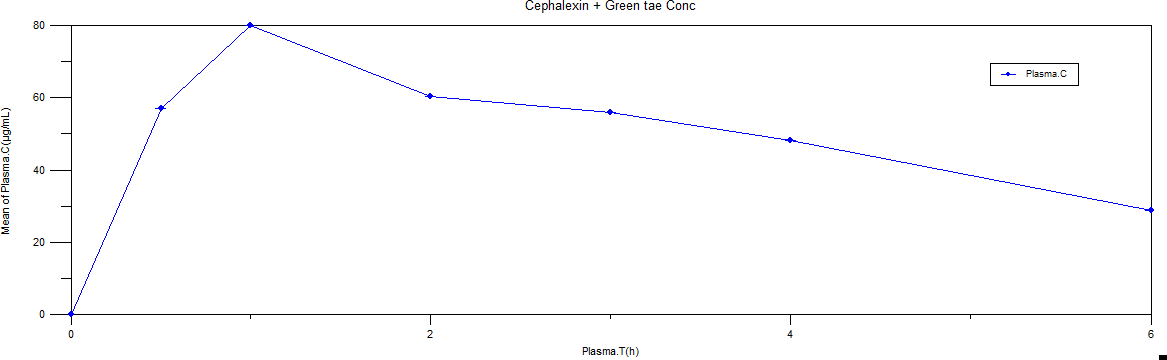 Cephalexin + Green tae Conc
80
60
40
20
0
Mean of Plasma.C(µg/mL)
Plasma.C
0 2 4 6
Plasma.T(h)